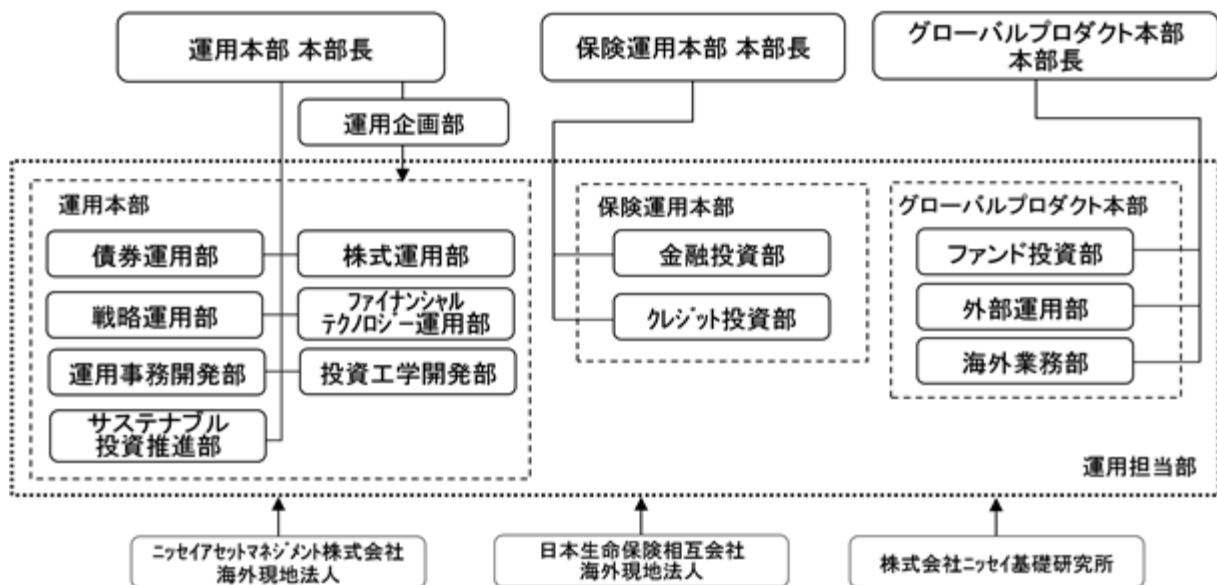 運用本部 本部長
保険運用本部 本部長
グローバルプロダクト本部
本部長
運用企画部
運用本部
債券運用部
株式運用部
戦略運用部
ファイナンシャル
テクノロジー運用部
運用事務開発部
投資工学開発部
サステナブル
投資推進部
保険運用本部
金融投資部
クレジット投資部
グローバルプロダクト本部
ファンド投資部
外部運用部
海外業務部
運用担当部
ニッセイアセットマネジメント株式会社
海外現地法人
日本生命保険相互会社
海外現地法人
株式会社ニッセイ基礎研究所